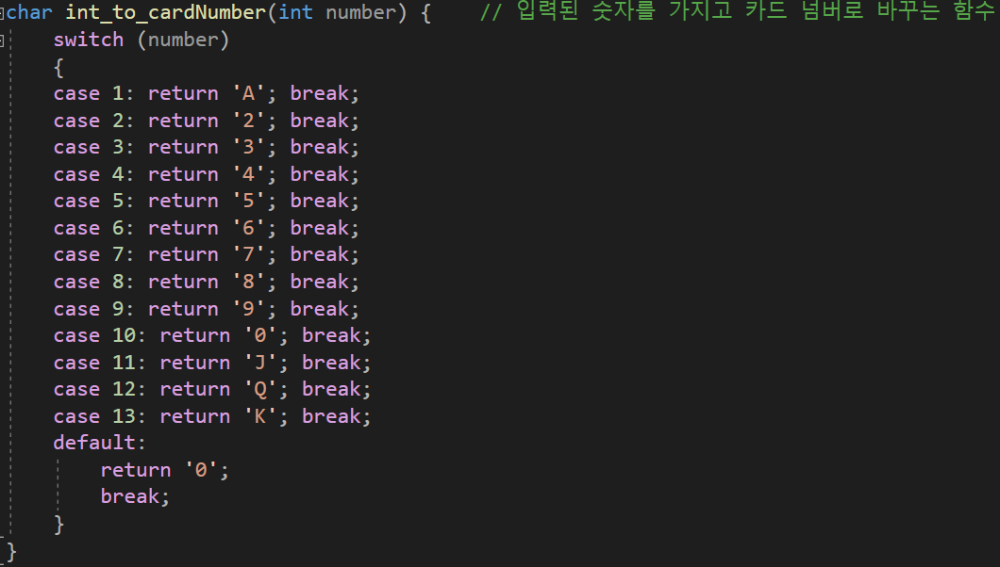 char int_to_cardNumber(int number) {    // 입력된 숫자를 가지고 카드 넘버로 바꾸는 함수
    switch (number)
    {
    case 1: return 'A'; break;
    case 2: return '2'; break;
    case 3: return '3'; break;
    case 4: return '4'; break;
    case 5: return '5'; break;
    case 6: return '6'; break;
    case 7: return '7'; break;
    case 8: return '8'; break;
    case 9: return '9'; break;
    case 10: return '0'; break;
    case 11: return 'J'; break;
    case 12: return 'Q'; break;
    case 13: return 'K'; break;
    default:
        return '0';
        break;
    }
}